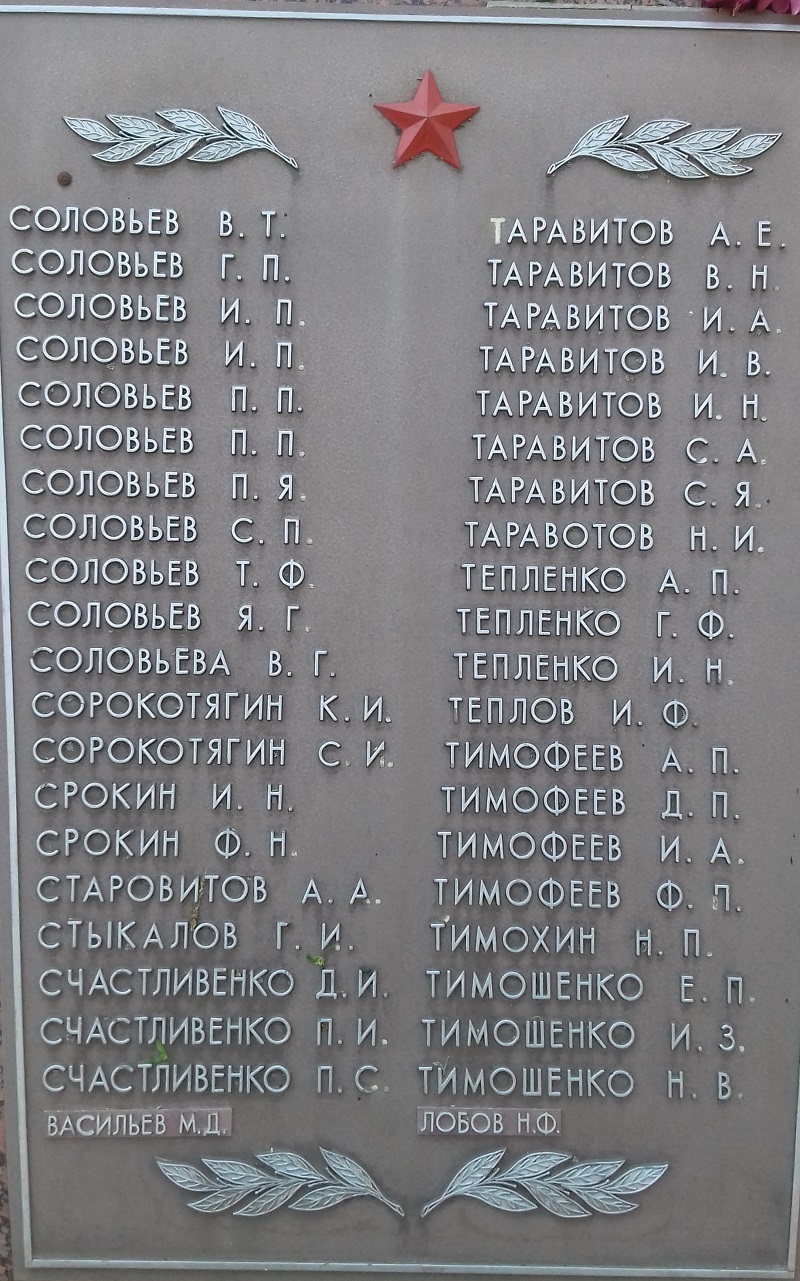 СОЛОВЬЕВ В. Т.
СОЛОВЬЕВ Г. П.
СОЛОВЬЕВ И. П.
СОЛОВЬЕВ И. П.
СОЛОВЬЕВ П. П.
СОЛОВЬЕВ П. П.
СОЛОВЬЕВ П. Я.
СОЛОВЬЕВ С. П.
СОЛОВЬЕВ Т. Ф.
СОЛОВЬЕВ Я. Г.
СОЛОВЬЕВА В. Г.
СОРОКОТЯГИН К. И.
СОРОКОТЯГИН С. И.
СРОКИН И. Н.
СРОКИН Ф. Н.
СТАРОВИТОВ А. А.
СТЫКАЛОВ Г. И.
СЧАСТЛИВЕНКО Д. И.
СЧАСТЛИВЕНКО П. И.
СЧАСТЛИВЕНКО П. С.
ВАСИЛЬЕВ М.Д.
ТАРАВИТОВ А. Е.
ТАРАВИТОВ В. Н.
ТАРАВИТОВ И. А.
ТАРАВИТОВ И. В.
ТАРАВИТОВ И. Н.
ТАРАВИТОВ С. А.
ТАРАВИТОВ С. Я.
ТАРАВОТОВ Н. И.
ТЕПЛЕНКО А. П.
ТЕПЛЕНКО Г. Ф.
ТЕПЛЕНКО И. Н.
ТЕПЛОВ И. Ф.
ТИМОФЕЕВ А. П.
ТИМОФЕЕВ Д. П.
ТИМОФЕЕВ И. А.
ТИМОФЕЕВ Ф. П.
ТИМОХИН Н. П.
ТИМОШЕНКО Е. П.
ТИМОШЕНКО И. З.
ТИМОШЕНКО Н. В.
ЛОБОВ Н.Ф.